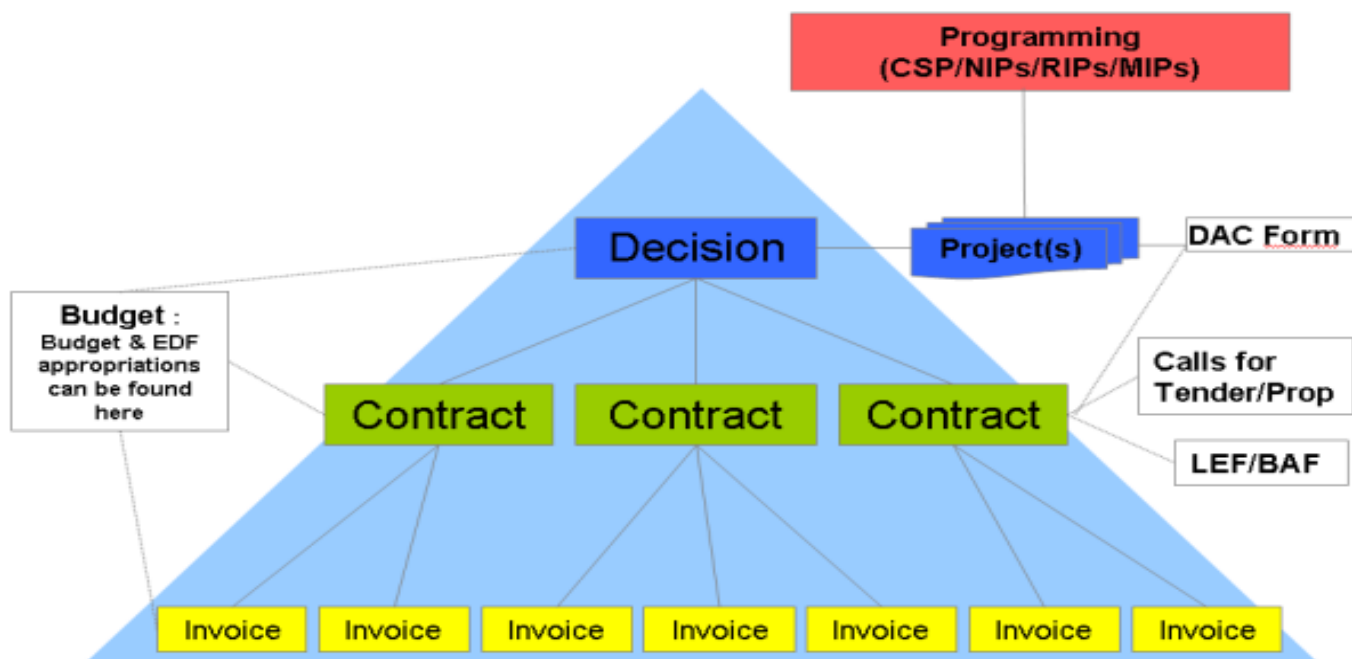 Programming
(CSP/NIPs/RIPs/MIPs)
Decision
Project(s)
DAC Form
Budget :
Budget & EDF
appropriations
can be found
here
Contract
Contract
Contract
Calls for
Tender/Prop
LEF/BAF
Invoice
Invoice
Invoice
Invoice
Invoice
Invoice
Invoice